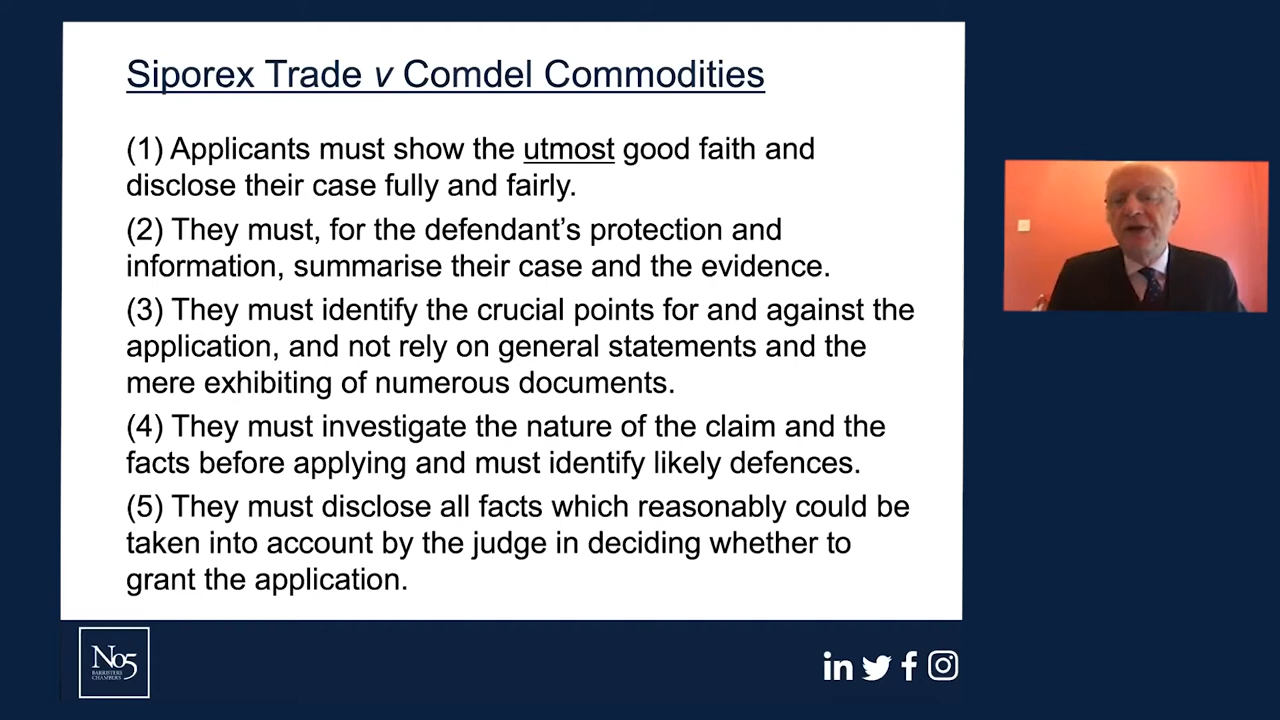 Siporex Trade v Comdel Commodities
(1) Applicants must show the utmost good faith and
disclose their case fully and fairly.
(2) They must, for the defendant’s protection and
information, summarise their case and the evidence.
(3) They must identify the crucial points for and against the
application, and not rely on general statements and the
mere exhibiting of numerous documents.
(4) They must investigate the nature of the claim and the
facts before applying and must identify likely defences.
(5) They must disclose all facts which reasonably could be
taken into account by the judge in deciding whether to
grant the application.
No5
BARRISTERS
CHAMBERS
in